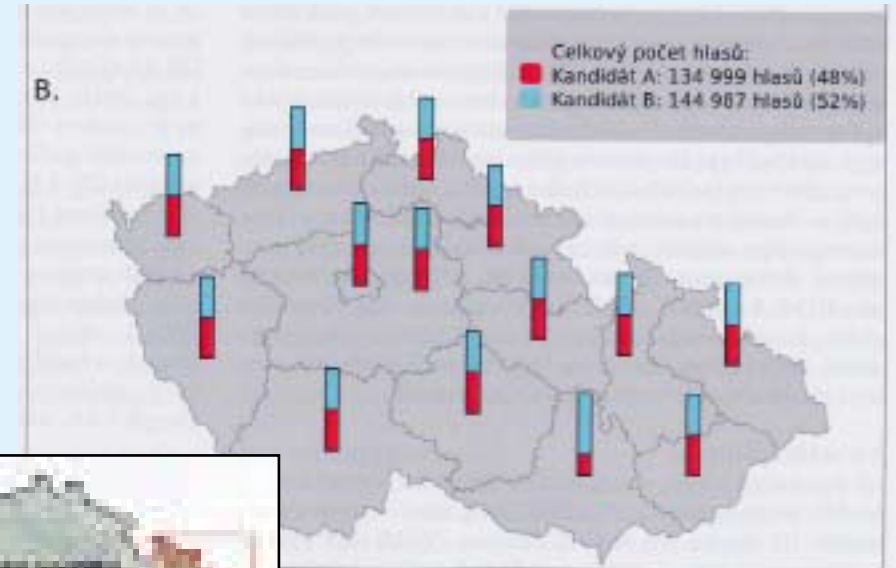 B.
Celkový počet hlasů:
Kandidát A: 134 999 hlasů (48%)
Kandidát B: 144 987 hlasů (52%)